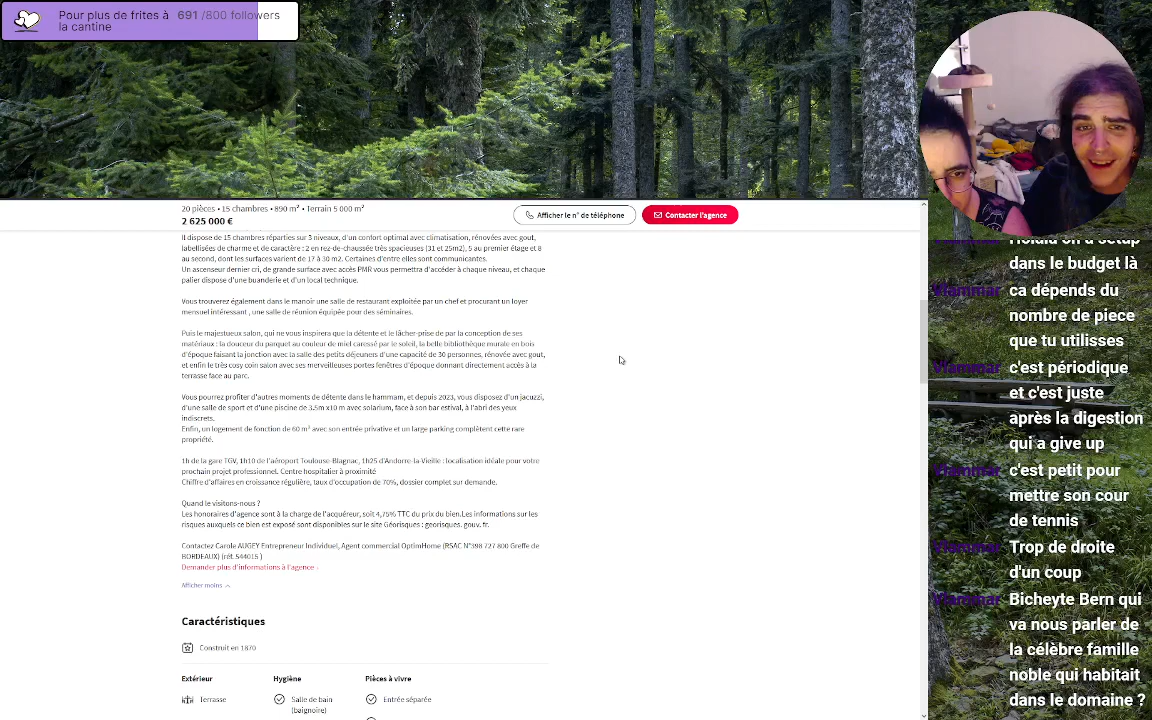 Pour plus de frites à
la cantine
691 /800 followers
20 pièces • 15 chambres • 890 m² • Terrain 5 000 m²
2 625 000 €
Afficher le n° de téléphone
Contacter l'agence
Il dispose de 15 chambres réparties sur 3 niveaux, d'un confort optimal avec climatisation, rénovées avec gout,
labellisées de charme et de caractère : 2 en rez-de-chaussée très spacieuses (31 et 25m2), 5 au premier étage et 8
au second, dont les surfaces varient de 17 à 30 m2. Certaines d'entre elles sont communicantes.
Un ascenseur dernier cri, de grande surface avec accès PMR vous permettra d'accéder à chaque niveau, et chaque
palier dispose d'une buanderie et d'un local technique.
Vous trouverez également dans le manoir une salle de restaurant exploitée par un chef et procurant un loyer
mensuel intéressant , une salle de réunion équipée pour des séminaires.
Puis le majestueux salon, qui ne vous inspirera que la détente et le lâcher-prise de par la conception de ses
matériaux : la douceur du parquet au couleur de miel caressé par le soleil, la belle bibliothèque murale en bois
d'époque faisant la jonction avec la salle des petits déjeuners d'une capacité de 30 personnes, rénovée avec gout,
et enfin le très cosy coin salon avec ses merveilleuses portes fenêtres d'époque donnant directement accès à la
terrasse face au parc.
Vous pourrez profiter d'autres moments de détente dans le hammam, et depuis 2023, vous disposez d'un jacuzzi,
d'une salle de sport et d'une piscine de 3.5m x10 m avec solarium, face à son bar estival, à l'abri des yeux
indiscrets.
Enfin, un logement de fonction de 60 m² avec son entrée privative et un large parking complètent cette rare
propriété.
1h de la gare TGV, 1h10 de l'aéroport Toulouse-Blagnac, 1h25 d'Andorre-la-Vieille : localisation idéale pour votre
prochain projet professionnel. Centre hospitalier à proximité
Chiffre d'affaires en croissance régulière, taux d'occupation de 70%, dossier complet sur demande.
Quand le visitons-nous ?
Les honoraires d'agence sont à la charge de l'acquéreur, soit 4,75% TTC du prix du bien.Les informations sur les
risques auxquels ce bien est exposé sont disponibles sur le site Géorisques : georisques. gouv. fr.
Contactez Carole AUGEY Entrepreneur Individuel, Agent commercial OptimHome (RSAC N°398 727 800 Greffe de
BORDEAUX) (réf. 544015 )
Demander plus d'informations à l'agence
Afficher moins
Caractéristiques
Construit en 1870
Extérieur
Terrasse
Hygiène
Salle de bain
(baignoire)
Pièces à vivre
Entrée séparée
dans le budget là
Vlammar ca dépends du
nombre de piece
que tu utilisses
Vlammar c'est périodique
et c'est juste
après la digestion
qui a give up
Vlammar c'est petit pour
mettre son cour
de tennis
Vlammar Trop de droite
d'un coup
Vlammar Bicheyte Bern qui
va nous parler de
la célèbre famille
noble qui habitait
dans le domaine ?